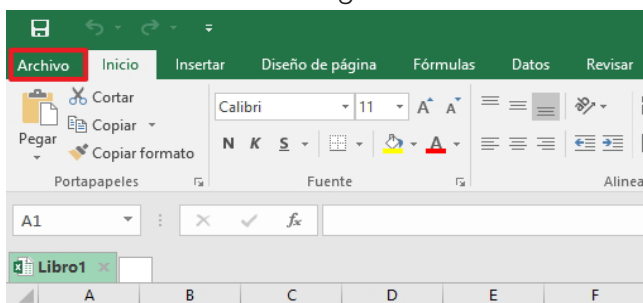 Archivo Inicio Insertar Diseño de página Fórmulas Datos Revisar
Cortar
Copiar
Copiar formato
Pegar
Calibri 11 A A
N K S A
Portapapeles Fuente
A1 fx
Libro1
A B C D E F